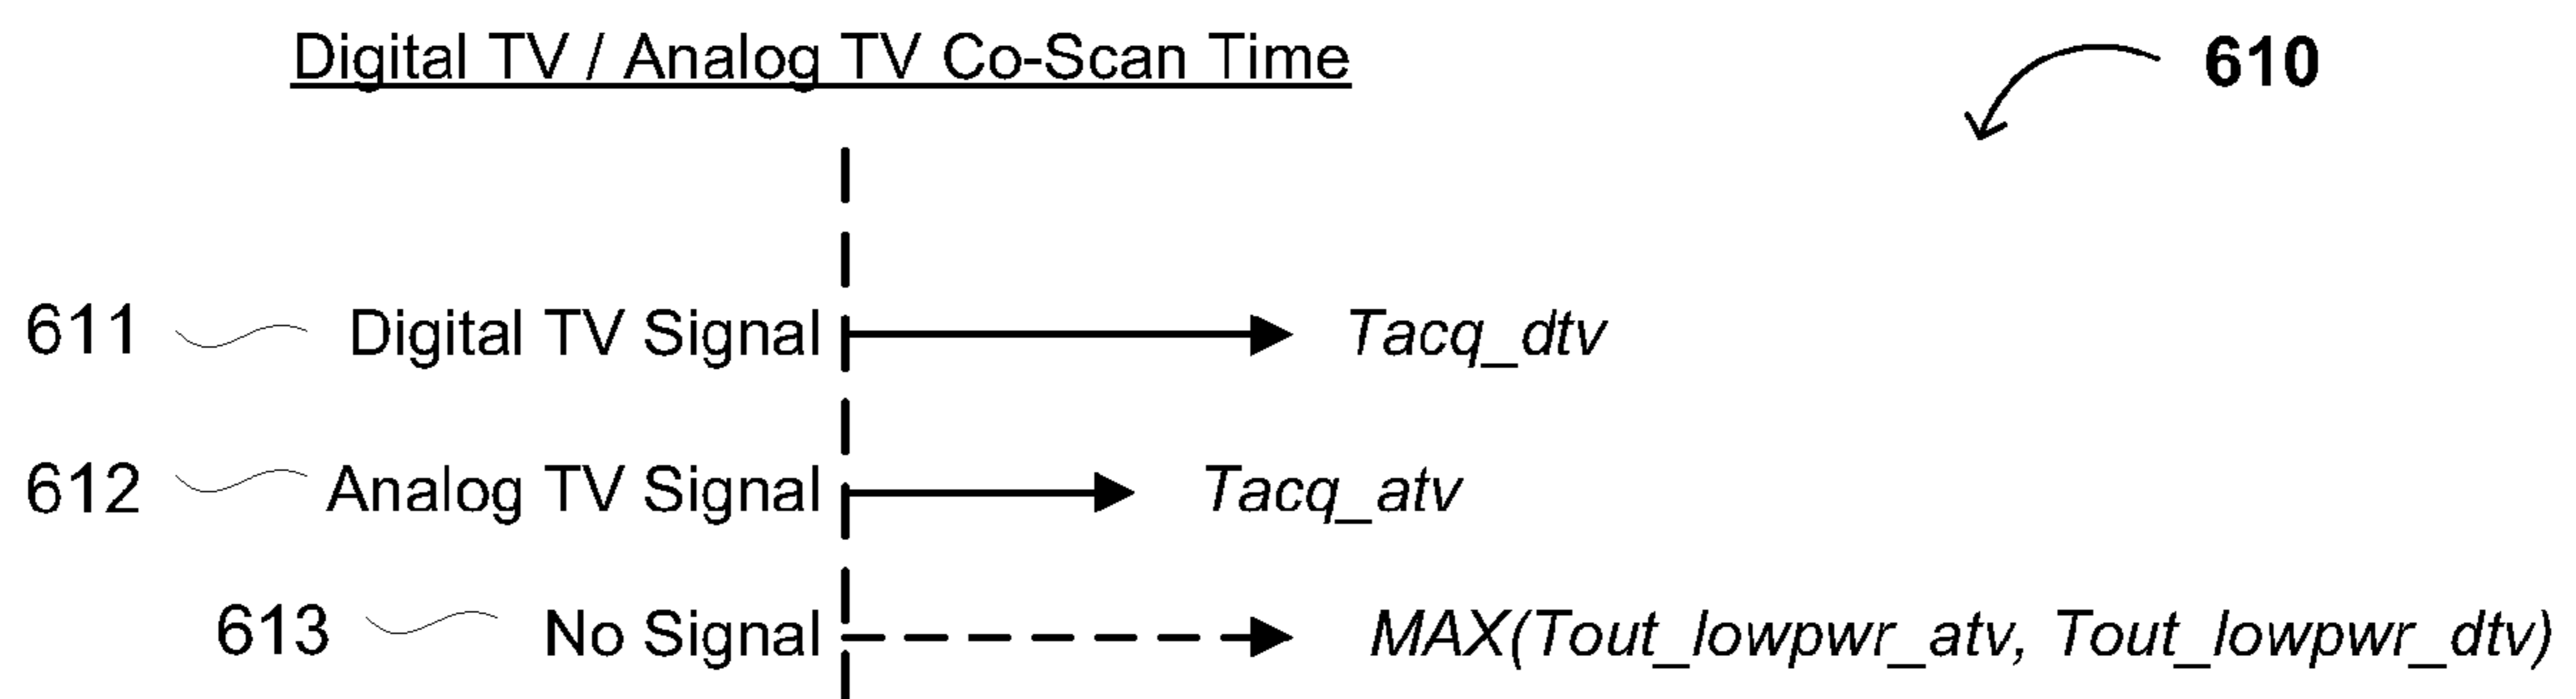 Digital TV / Analog TV Co-Scan Time
610
611 Digital TV Signal Tacq_dtv
612 Analog TV Signal Tacq_atv
613 No Signal MAX(Tout_lowpwr_atv, Tout_lowpwr_dtv)